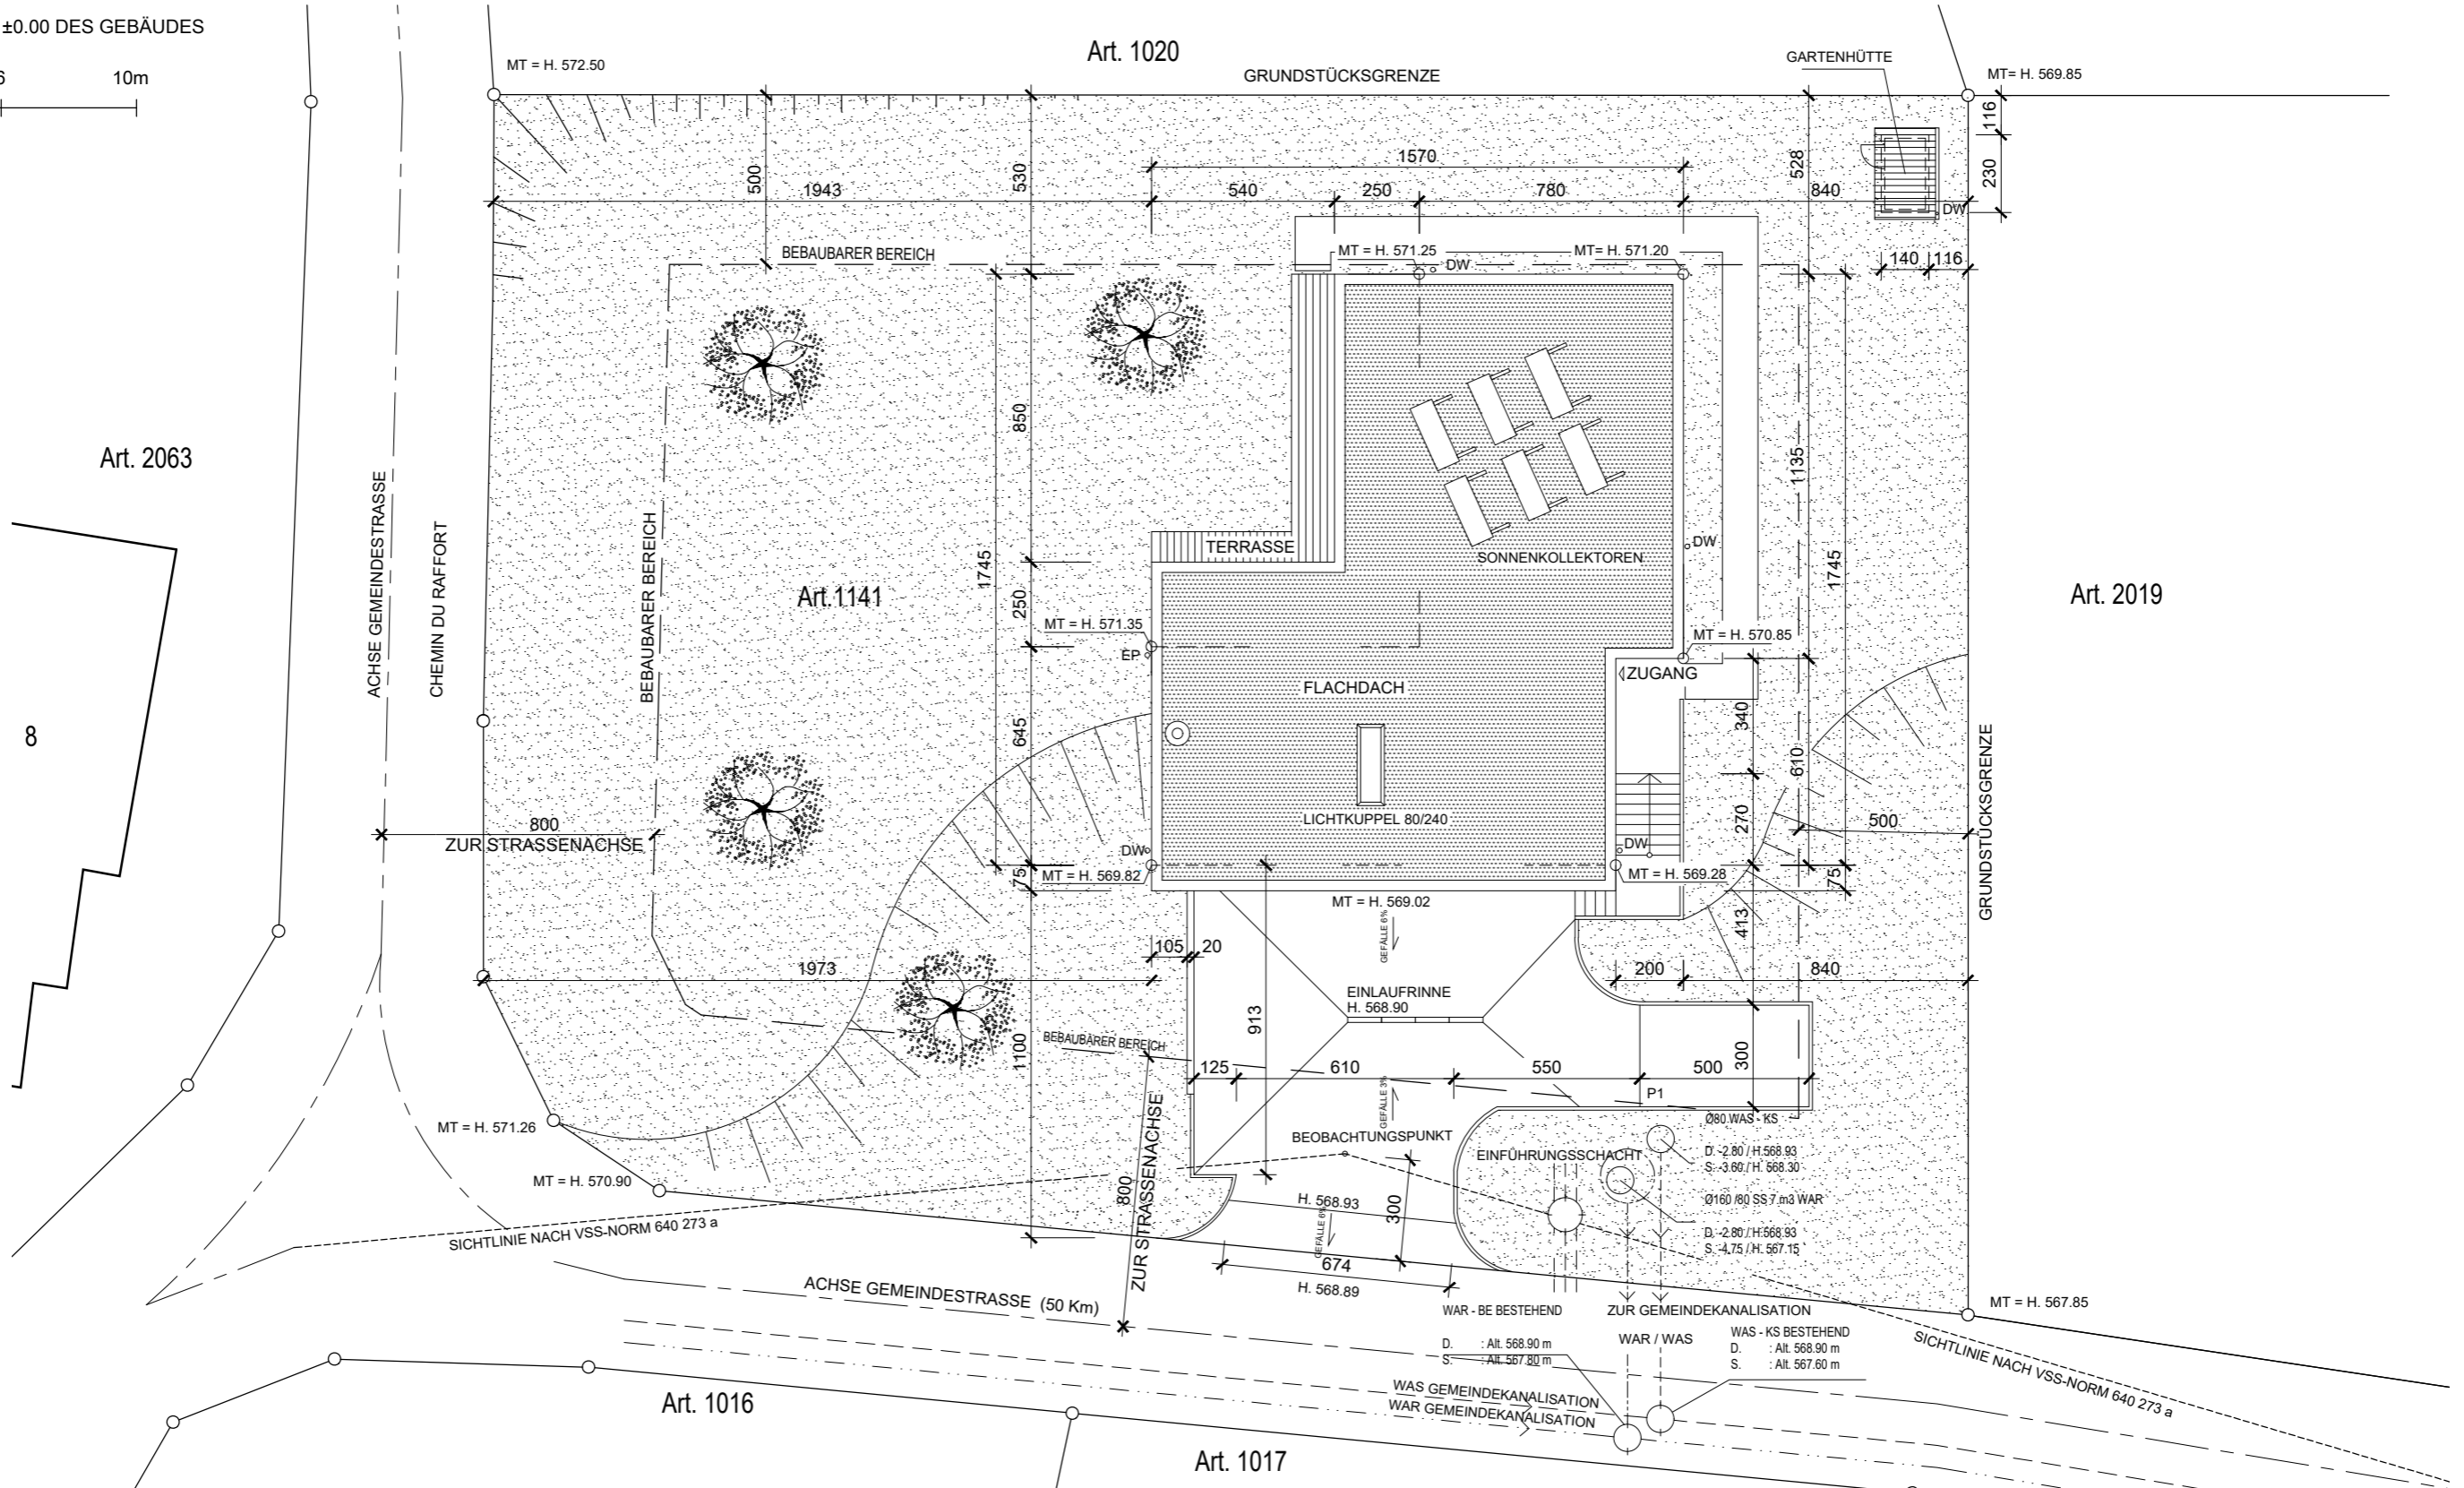 ±0.00 DES GEBÄUDES
10m
MT = H. 572.50
Art. 1020
GRUNDSTÜCKSGRENZE
GARTENHÜTTE
MT= H. 569.85
116
230
1570
500
1943
530
540
250
780
528
840
DW
BEBAUBARER BEREICH
MT = H. 571.25
DW
MT= H. 571.20
140
116
Art. 2063
ACHSE GEMEINDESTRASSE
CHEMIN DU RAFFORT
BEBAUBARER BEREICH
850
1135
1745
1745
TERRASSE
SONNENKOLLEKTOREN
DW
Art.1141
Art. 2019
250
MT = H. 571.35
EP
MT = H. 570.85
ZUGANG
FLACHDACH
8
645
340
610
270
GRUNDSTÜCKSGRENZE
800
ZUR STRASSENACHSE
LICHTKUPPEL 80/240
500
DW
DW
75
MT = H. 569.82
MT = H. 569.28
75
MT = H. 569.02
GEFÄLLE 6%
413
105
20
1973
200
840
EINLAUFRINNE
H. 568.90
913
1100
BEBAUBARER BEREICH
125
610
550
500
300
GEFÄLLE 3%
P1
MT = H. 571.26
BEOBACHTUNGSPUNKT
Ø80 WAS - KS
EINFÜHRUNGSSCHACHT
D. -2.80 / H.568.93
S. -3.60 / H. 568.30
MT = H. 570.90
800
ZUR STRASSENACHSE
H. 568.93
300
Ø160 /80 SS 7 m3 WAR
SICHTLINIE NACH VSS-NORM 640 273 a
GEFÄLLE 6%
D. -2.80 / H.568.93
S. -4.75 / H. 567.15
674
H. 568.89
ACHSE GEMEINDESTRASSE (50 Km)
MT = H. 567.85
WAR - BE BESTEHEND
ZUR GEMEINDEKANALISATION
D. : Alt. 568.90 m
S. : Alt. 567.80 m
WAR / WAS
WAS - KS BESTEHEND
D. : Alt. 568.90 m
S. : Alt. 567.60 m
SICHTLINIE NACH VSS-NORM 640 273 a
WAS GEMEINDEKANALISATION
WAR GEMEINDEKANALISATION
Art. 1016
Art. 1017